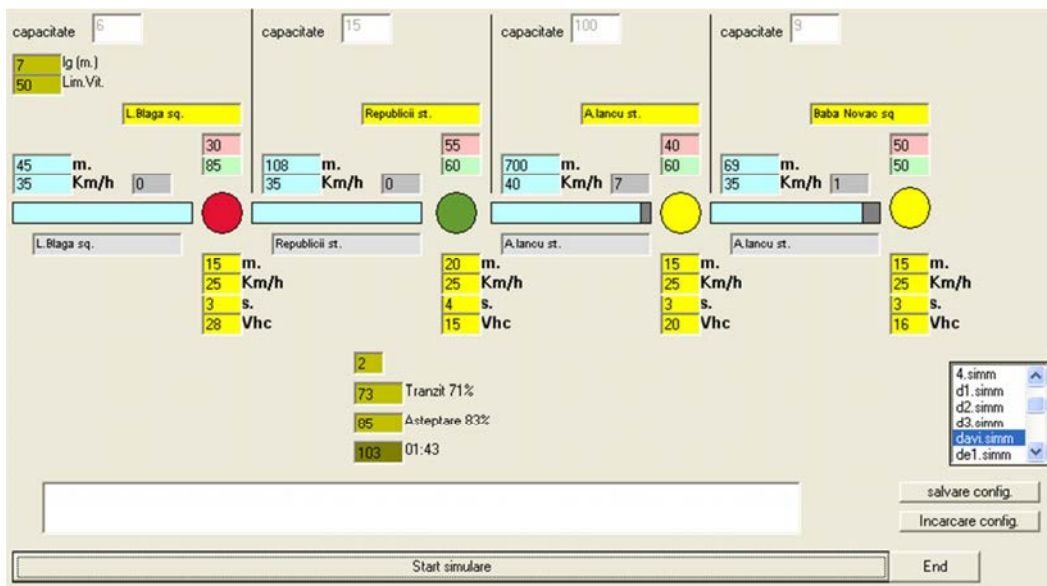 capacitate 6 capacitate 15 capacitate 100 capacitate 9
7 lg (m.)
50 Lim.Vit.
L.Blaga sq. Republicii st. A.Iancu st. Baba Novac sq
30 55 40 50
45 m. 85 108 m. 60 700 m. 60 69 m. 50
35 Km/h 0 35 Km/h 0 40 Km/h 7 35 Km/h 1
L.Blaga sq. Republicii st. A.Iancu st. A.Iancu st.
15 m. 20 m. 15 m. 15 m.
25 Km/h 25 Km/h 25 Km/h 25 Km/h
3 s. 4 s. 3 s. 3 s.
28 Vhc 15 Vhc 20 Vhc 16 Vhc
2
73 Tranzit 71%
85 Asteptare 83%
103 01:43
4.simm
d1.simm
d2.simm
d3.simm
davi.simm
de1.simm
salvare config.
Incarcare config.
Start simulare End